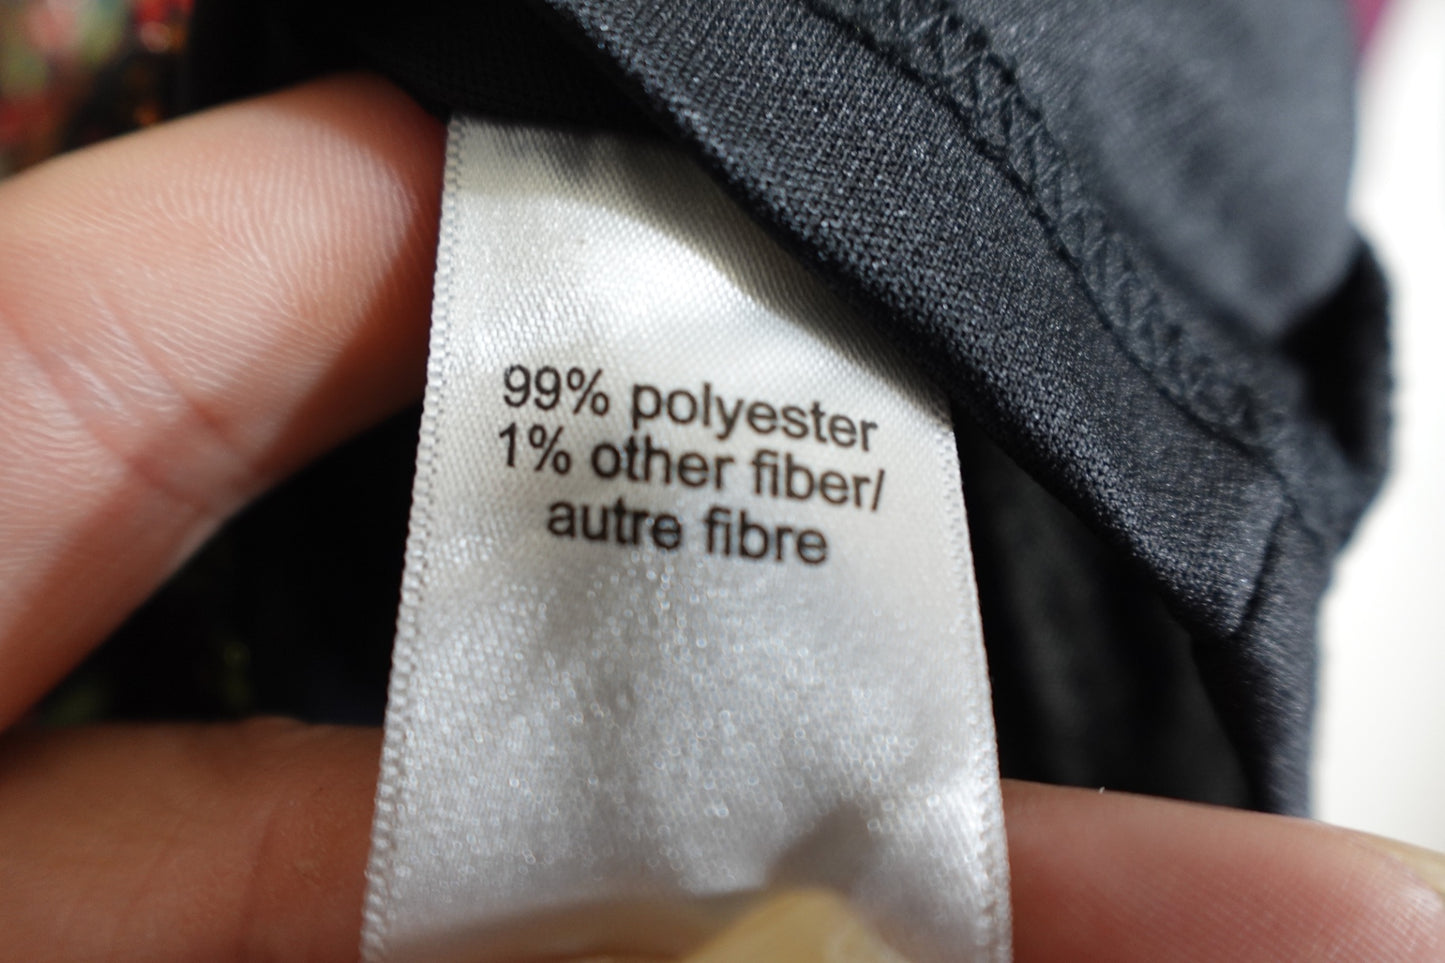 99% polyester
1% other fiber/
autre fibre